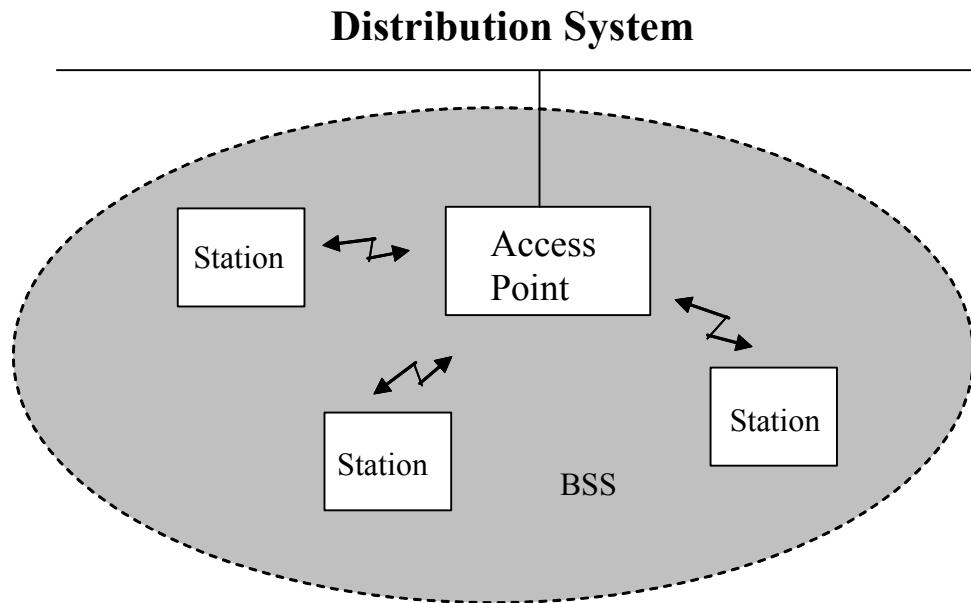 Distribution System
Station
Access
Point
Station
Station
BSS